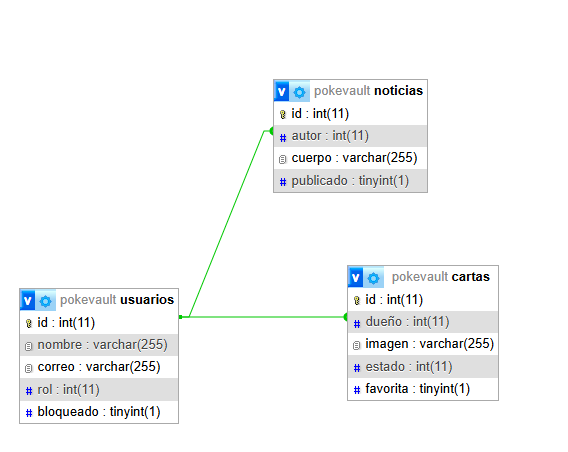 pokevault noticias
id : int(11)
autor : int(11)
cuerpo : varchar(255)
publicado : tinyint(1)
pokevault cartas
id : int(11)
dueño : int(11)
imagen : varchar(255)
estado : int(11)
favorita : tinyint(1)
pokevault usuarios
id : int(11)
nombre : varchar(255)
correo : varchar(255)
rol : int(11)
bloqueado : tinyint(1)